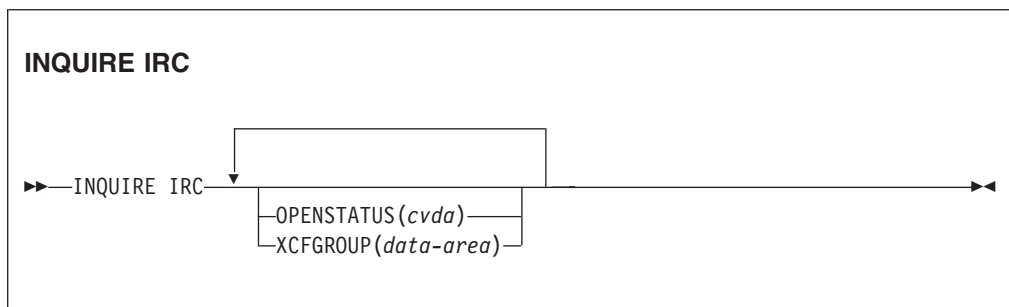 INQUIRE IRC
INQUIRE IRC
OPENSTATUS(cvda)
XCFGROUP(data-area)